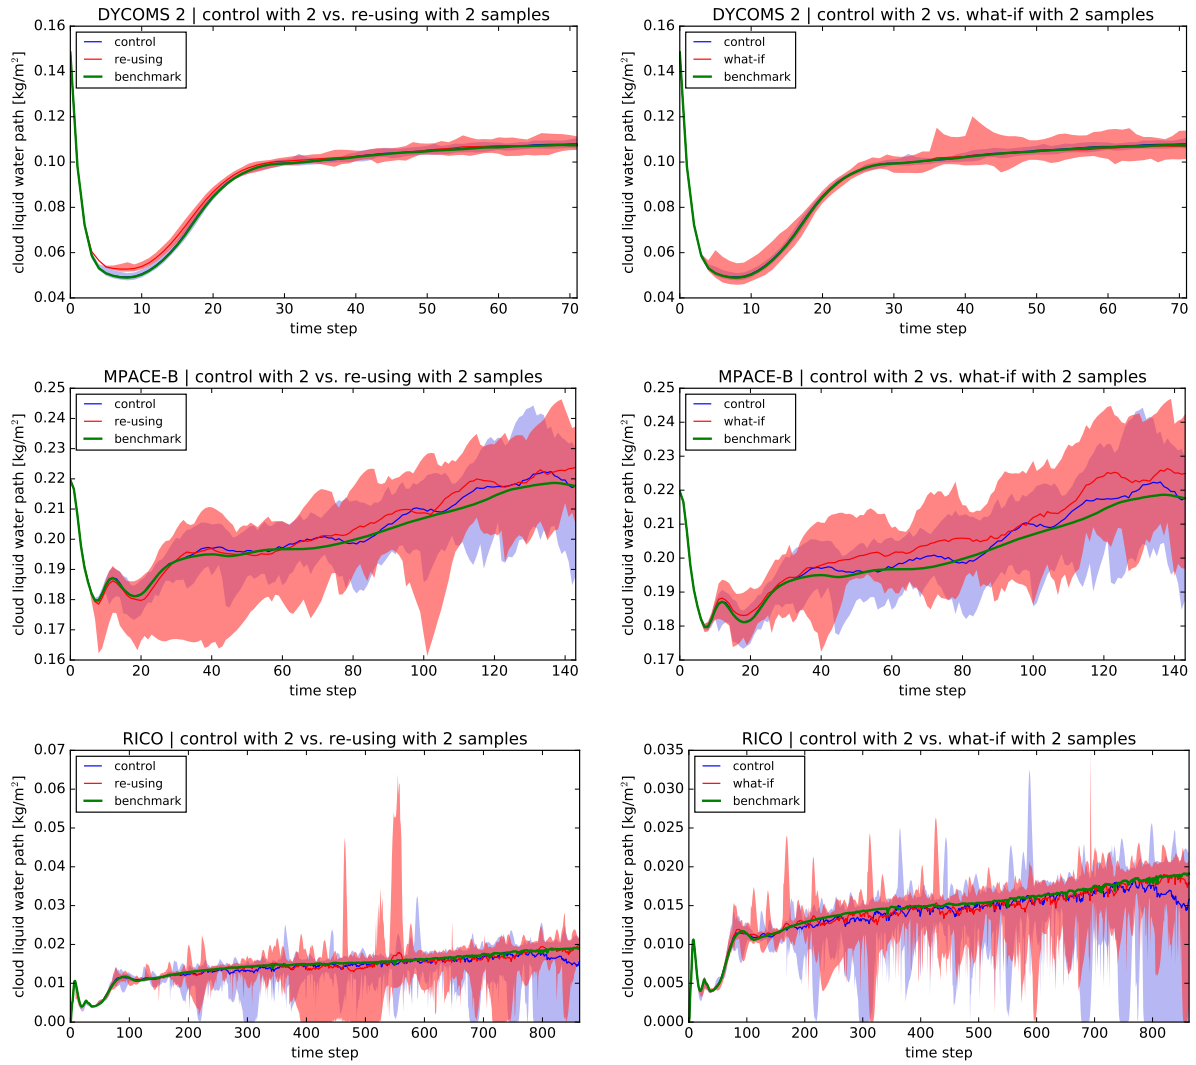 DYCOMS 2 | control with 2 vs. re-using with 2 samples
cloud liquid water path [kg/m²]
0.16
0.14
0.12
0.10
0.08
0.06
0.04
control
re-using
benchmark
0 10 20 30 40 50 60 70
time step
DYCOMS 2 | control with 2 vs. what-if with 2 samples
cloud liquid water path [kg/m²]
0.16
0.14
0.12
0.10
0.08
0.06
0.04
control
what-if
benchmark
0 10 20 30 40 50 60 70
time step
MPACE-B | control with 2 vs. re-using with 2 samples
cloud liquid water path [kg/m²]
0.25
0.24
0.23
0.22
0.21
0.20
0.19
0.18
0.17
0.16
control
re-using
benchmark
0 20 40 60 80 100 120 140
time step
MPACE-B | control with 2 vs. what-if with 2 samples
cloud liquid water path [kg/m²]
0.25
0.24
0.23
0.22
0.21
0.20
0.19
0.18
0.17
control
what-if
benchmark
0 20 40 60 80 100 120 140
time step
RICO | control with 2 vs. re-using with 2 samples
cloud liquid water path [kg/m²]
0.07
0.06
0.05
0.04
0.03
0.02
0.01
0.00
control
re-using
benchmark
0 100 200 300 400 500 600 700 800
time step
RICO | control with 2 vs. what-if with 2 samples
cloud liquid water path [kg/m²]
0.035
0.030
0.025
0.020
0.015
0.010
0.005
0.000
control
what-if
benchmark
0 100 200 300 400 500 600 700 800
time step